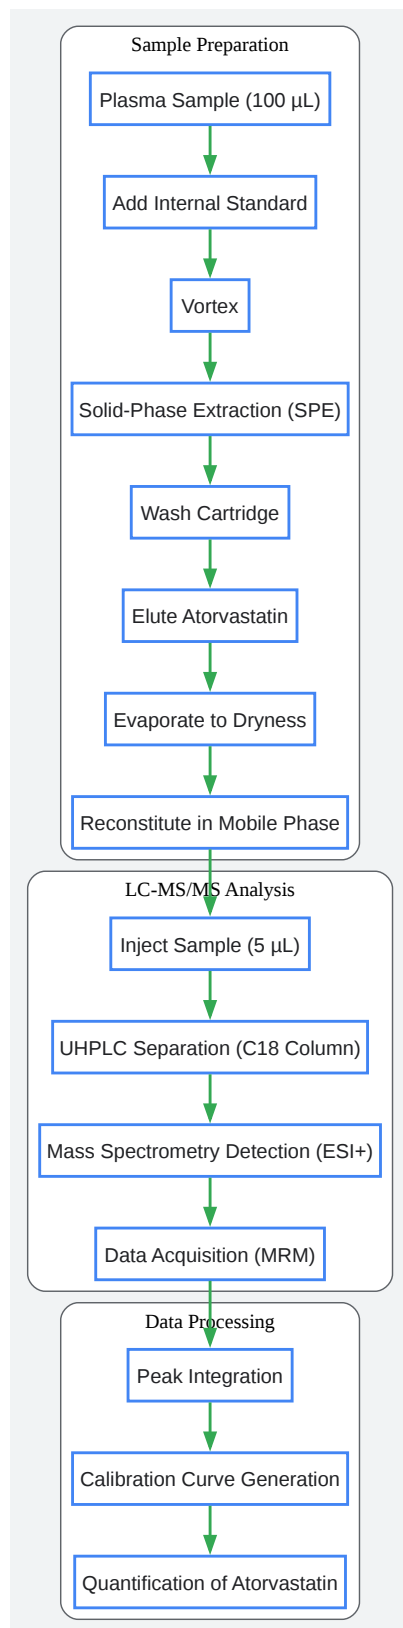 Sample Preparation
Plasma Sample (100 µL)
Add Internal Standard
Vortex
Solid-Phase Extraction (SPE)
Wash Cartridge
Elute Atorvastatin
Evaporate to Dryness
Reconstitute in Mobile Phase
LC-MS/MS Analysis
Inject Sample (5 µL)
UHPLC Separation (C18 Column)
Mass Spectrometry Detection (ESI+)
Data Acquisition (MRM)
Data Processing
Peak Integration
Calibration Curve Generation
Quantification of Atorvastatin